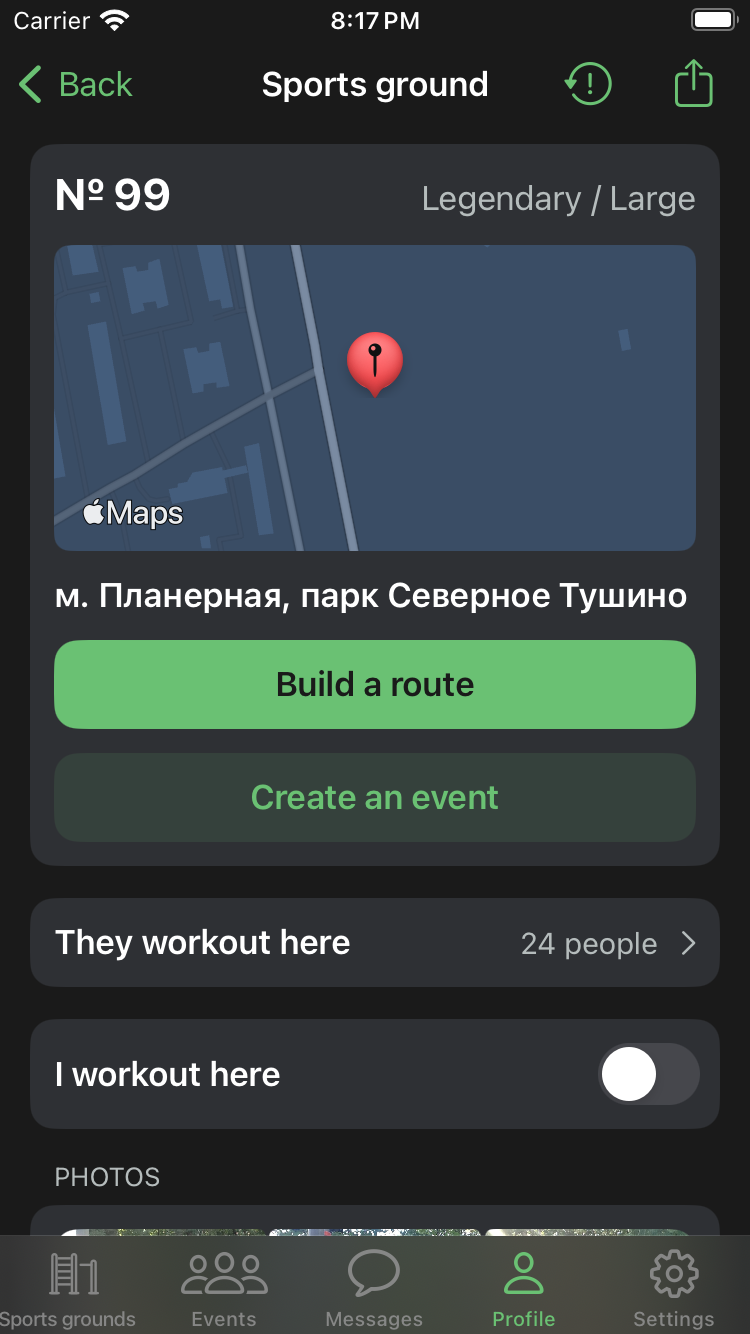 Carrier 8:17 PM
Back Sports ground
№ 99 Legendary / Large
Maps
м. Планерная, парк Северное Тушино
Build a route
Create an event
They workout here 24 people
I workout here
PHOTOS
Sports grounds Events Messages Profile Settings